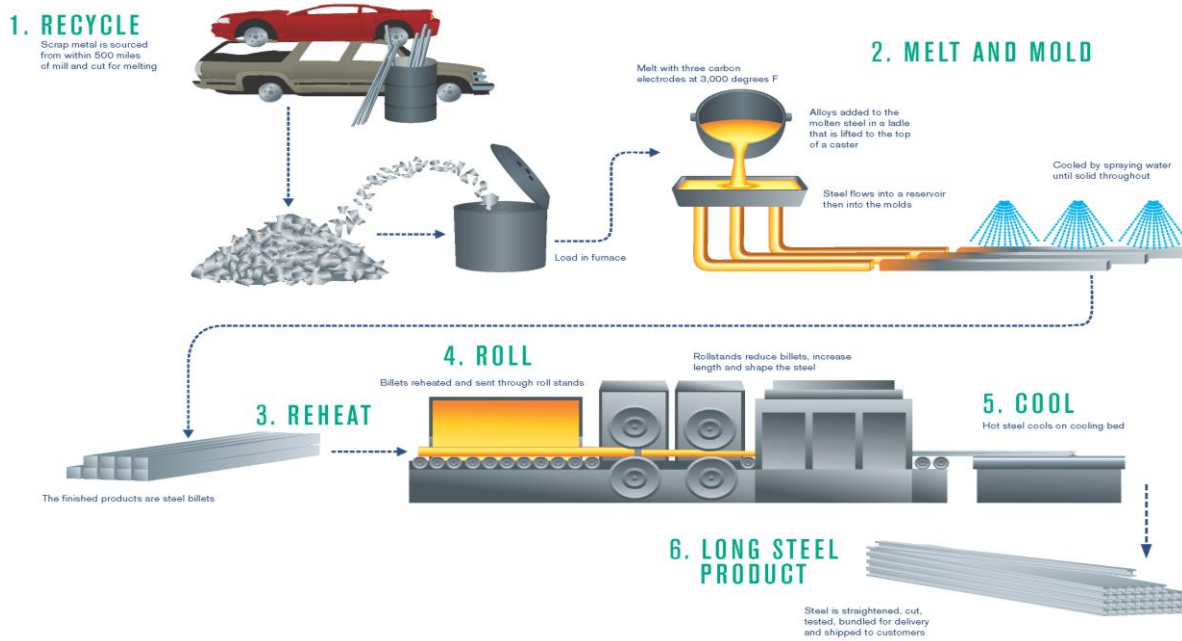 1. RECYCLE
Scrap metal is sourced
from within 500 miles
of mill and cut for melting
2. MELT AND MOLD
Melt with three carbon
electrodes at 3,000 degrees F
Alloys added to the
molten steel in a ladle
that is lifted to the top
of a caster
Cooled by spraying water
until solid throughout
Steel flows into a reservoir
then into the molds
Load in furnace
3. REHEAT
The finished products are steel billets
4. ROLL
Billets reheated and sent through roll stands
Rollstands reduce billets, increase
length and shape the steel
5. COOL
Hot steel cools on cooling bed
6. LONG STEEL
PRODUCT
Steel is straightened, cut,
tested, bundled for delivery
and shipped to customers